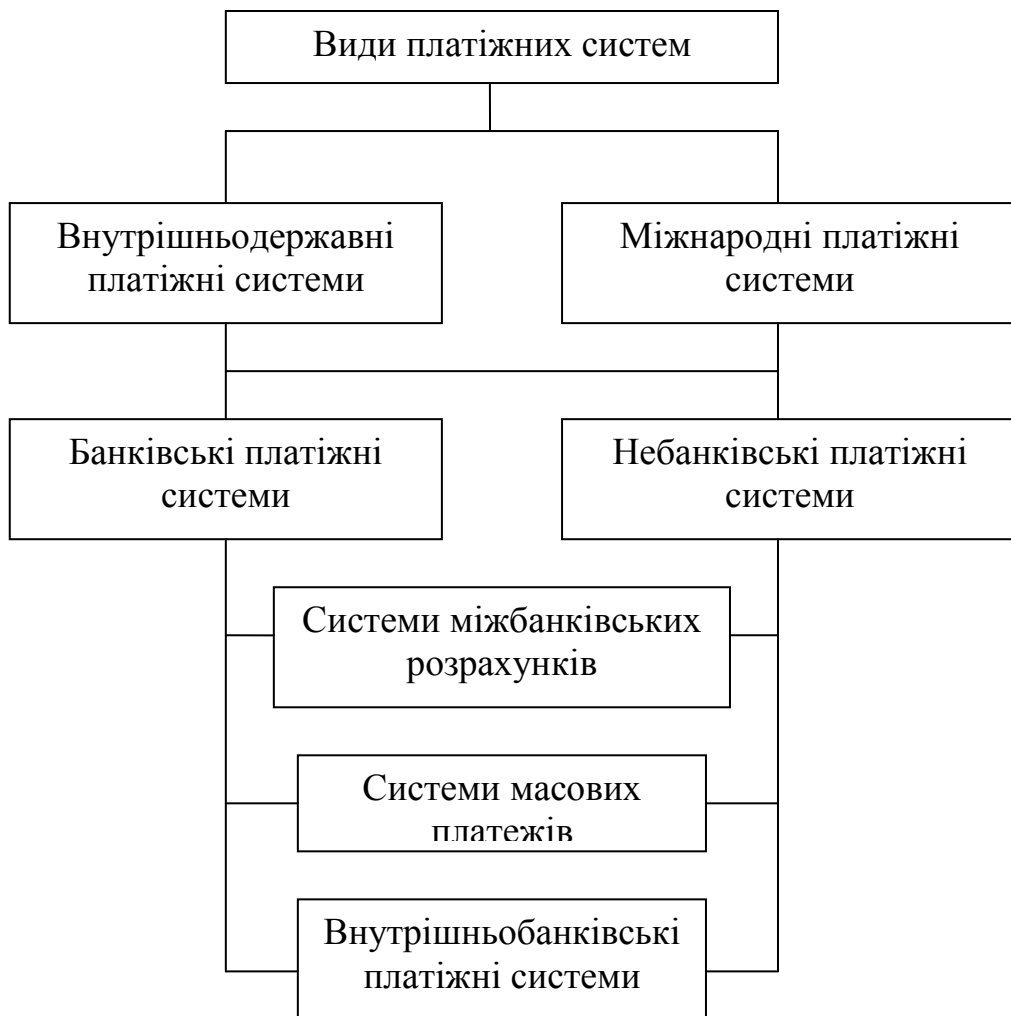 Види платіжних систем
Внутрішньодержавні
платіжні системи
Міжнародні платіжні
системи
Банківські платіжні
системи
Небанківські платіжні
системи
Системи міжбанківських
розрахунків
Системи масових
платежів
Внутрішньобанківські
платіжні системи